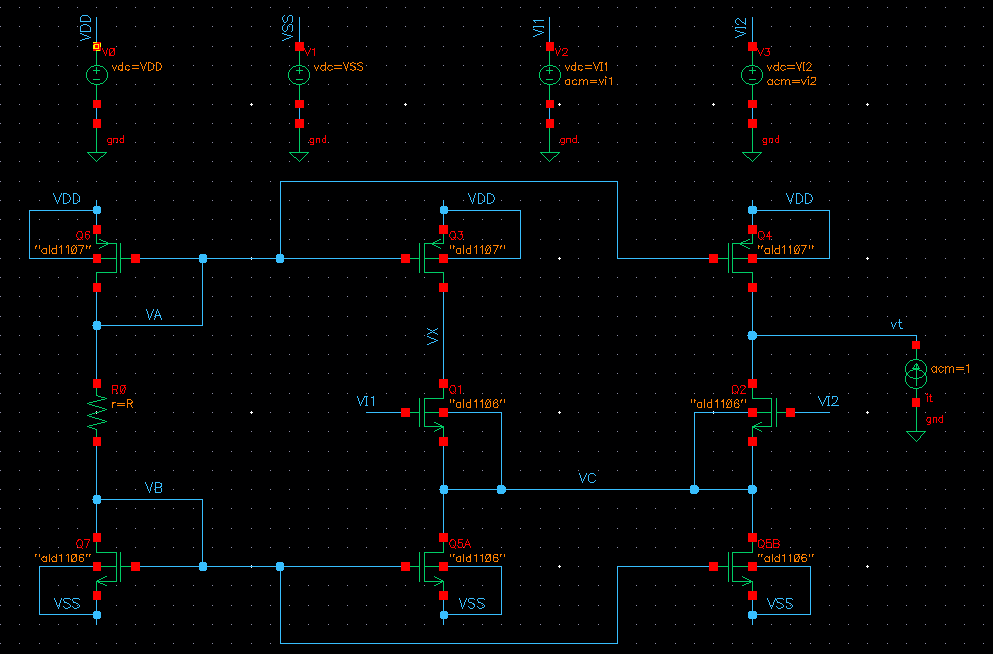 VDD
V0
vdc=VDD
gnd
VSS
V1
vdc=VSS
gnd
VI1
V2
vdc=VI1
acm=vi1
gnd
VI2
V3
vdc=VI2
acm=vi2
gnd
VDD
Q6
"ald1107"
VDD
Q3
"ald1107"
VDD
Q4
"ald1107"
VA
VX
vt
acm=1
it
gnd
R0
r=R
VI1
Q1
"ald1106"
Q2
"ald1106"
VI2
VB
VC
Q7
"ald1106"
VSS
Q5A
"ald1106"
VSS
Q5B
"ald1106"
VSS